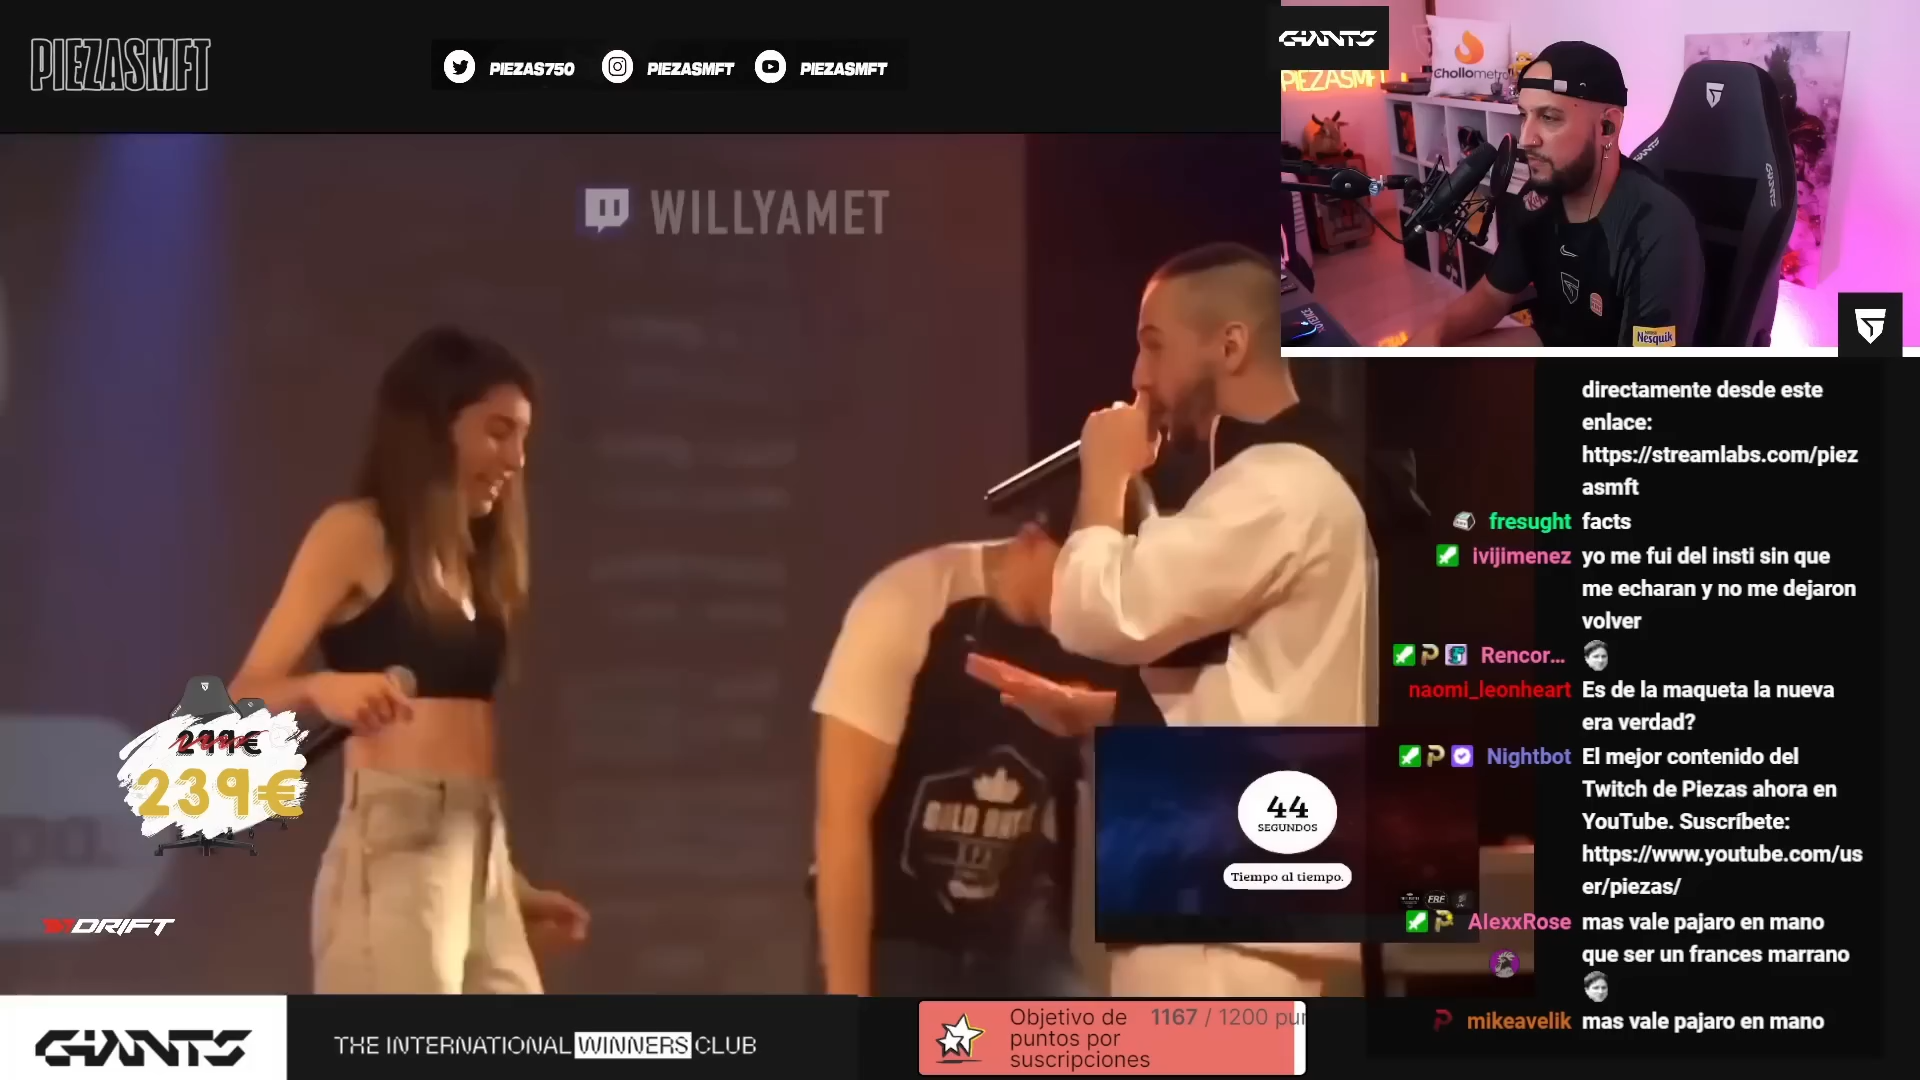 PIEZASMFT
PIEZAS750
PIEZASMFT
PIEZASMFT
GIANTS
PIEZASMFT
Chollometro
GIANTS
Nesquik
WILLYAMET
directamente desde este
enlace:
https://streamlabs.com/piez
asmft
fresught facts
ivijimenez yo me fui del insti sin que
me echaran y no me dejaron
volver
Rencor...
naomi_leonheart Es de la maqueta la nueva
era verdad?
Nightbot El mejor contenido del
Twitch de Piezas ahora en
YouTube. Suscríbete:
https://www.youtube.com/us
er/piezas/
AlexxRose mas vale pajaro en mano
que ser un frances marrano
mikeavelik mas vale pajaro en mano
299€
239€
DRIFT
44
SEGUNDOS
Tiempo al tiempo.
ERE
GIANTS
THE INTERNATIONAL WINNERS CLUB
Objetivo de
puntos por
suscripciones
1167 / 1200 pun